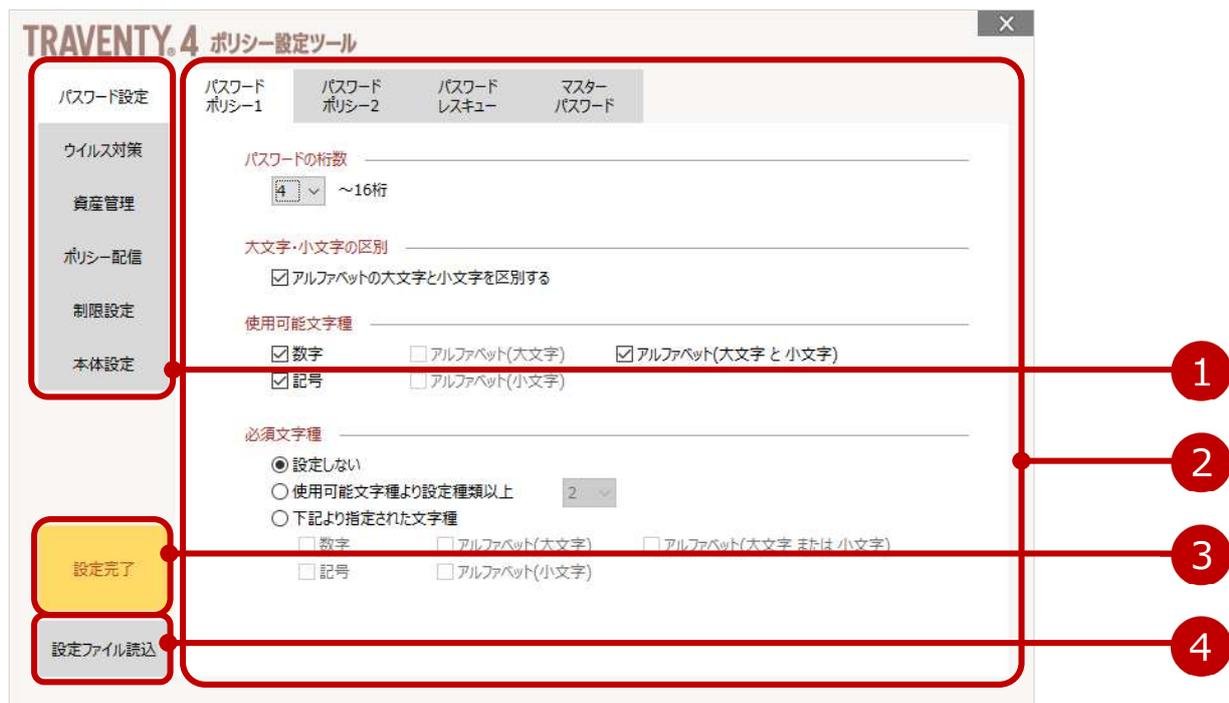 TRAVENTY® 4 ポリシー設定ツール
パスワード設定
ウイルス対策
資産管理
ポリシー配信
制限設定
本体設定
設定完了
設定ファイル読込
パスワード
ポリシー1
パスワード
ポリシー2
パスワード
レスキュー
マスター
パスワード
パスワードの桁数
4 ~16桁
大文字・小文字の区別
アルファベットの大文字と小文字を区別する
使用可能文字種
数字 アルファベット(大文字) アルファベット(大文字 と 小文字)
記号 アルファベット(小文字)
必須文字種
設定しない
使用可能文字種より設定種類以上 2
下記より指定された文字種
数字 アルファベット(大文字) アルファベット(大文字 または 小文字)
記号 アルファベット(小文字)
1
2
3
4